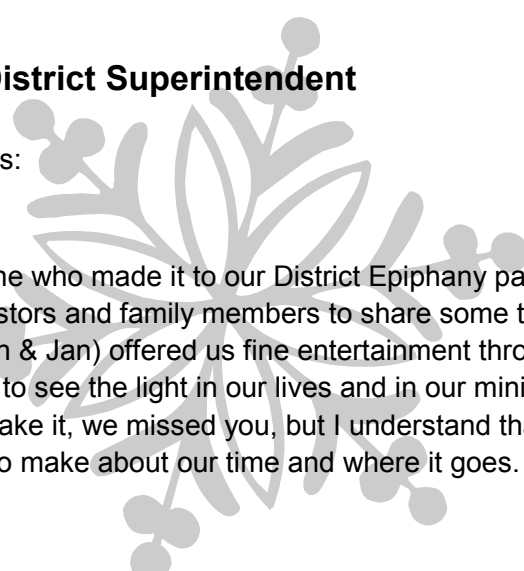 District Superintendent
s:
ne who made it to our District Epiphany pa
stors and family members to share some t
n & Jan) offered us fine entertainment thro
to see the light in our lives and in our mini
ake it, we missed you, but I understand tha
o make about our time and where it goes.